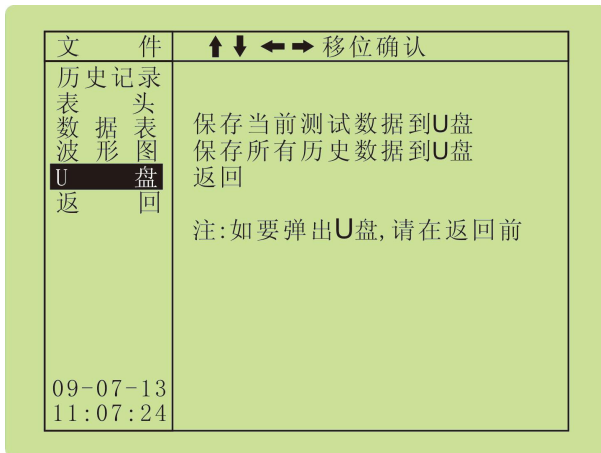 文件
↑↓←→移位确认
历史记录
表头
数据表
波形图
U盘
返回
保存当前测试数据到U盘
保存所有历史数据到U盘
返回
注:如要弹出U盘,请在返回前
09-07-13
11:07:24